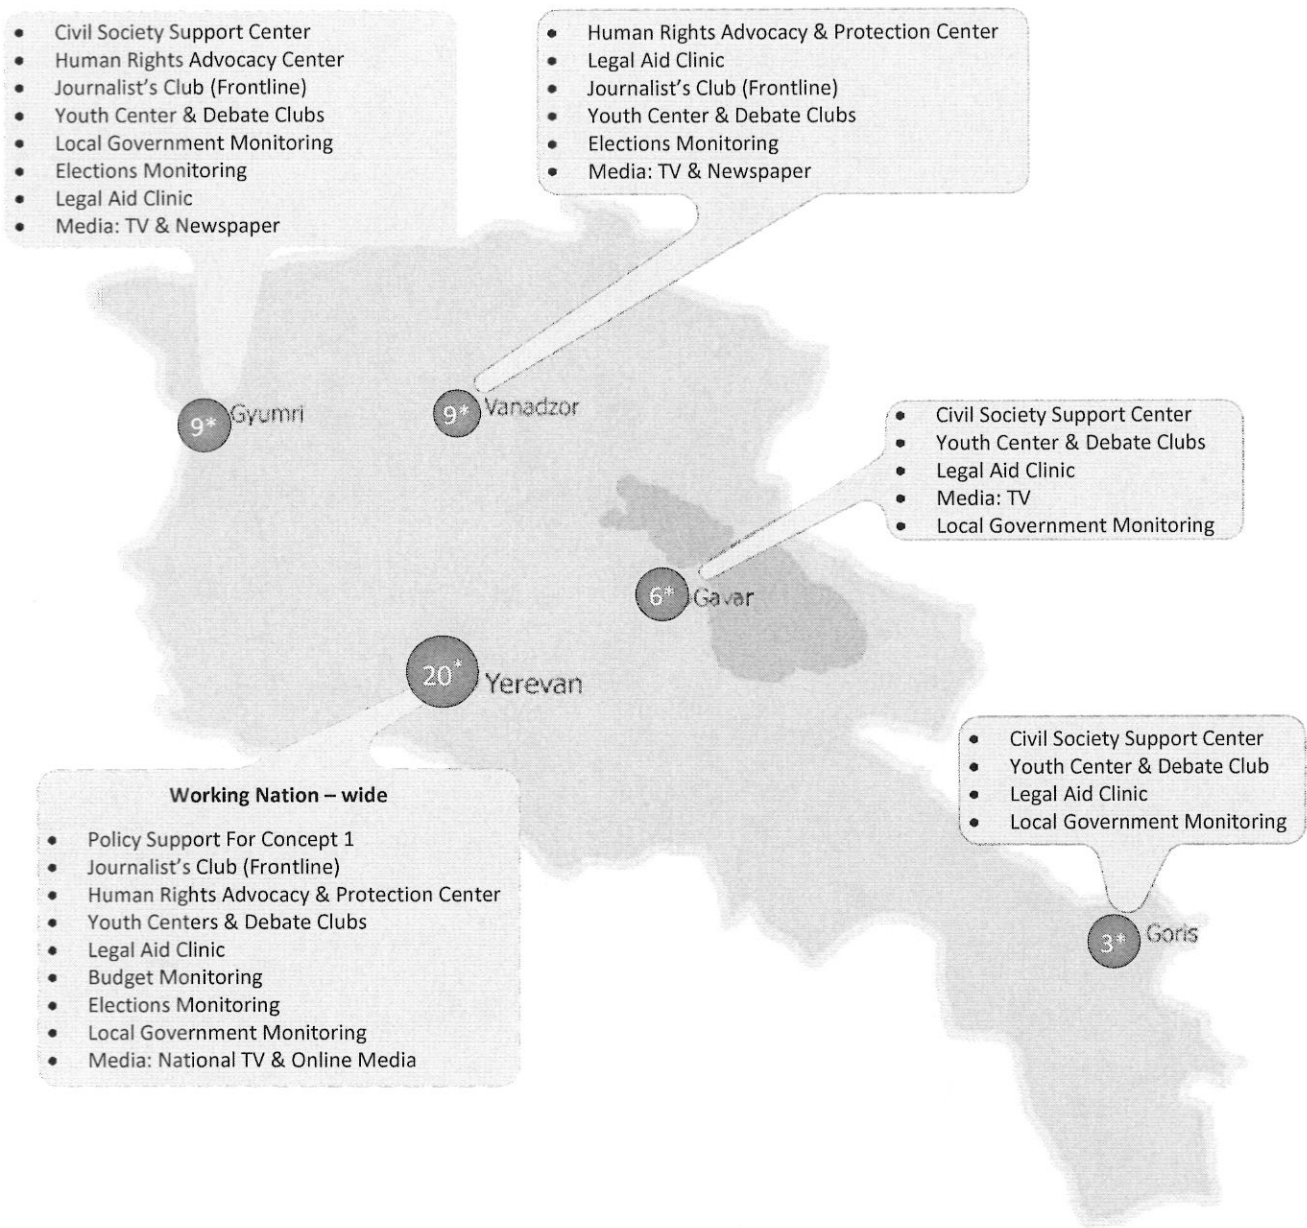 • Civil Society Support Center
• Human Rights Advocacy Center
• Journalist's Club (Frontline)
• Youth Center & Debate Clubs
• Local Government Monitoring
• Elections Monitoring
• Legal Aid Clinic
• Media: TV & Newspaper
• Human Rights Advocacy & Protection Center
• Legal Aid Clinic
• Journalist's Club (Frontline)
• Youth Center & Debate Clubs
• Elections Monitoring
• Media: TV & Newspaper
9* Gyumri
9* Vanadzor
• Civil Society Support Center
• Youth Center & Debate Clubs
• Legal Aid Clinic
• Media: TV
• Local Government Monitoring
6* Gavar
20* Yerevan
• Civil Society Support Center
• Youth Center & Debate Club
• Legal Aid Clinic
• Local Government Monitoring
3* Goris
Working Nation – wide
• Policy Support For Concept 1
• Journalist's Club (Frontline)
• Human Rights Advocacy & Protection Center
• Youth Centers & Debate Clubs
• Legal Aid Clinic
• Budget Monitoring
• Elections Monitoring
• Local Government Monitoring
• Media: National TV & Online Media